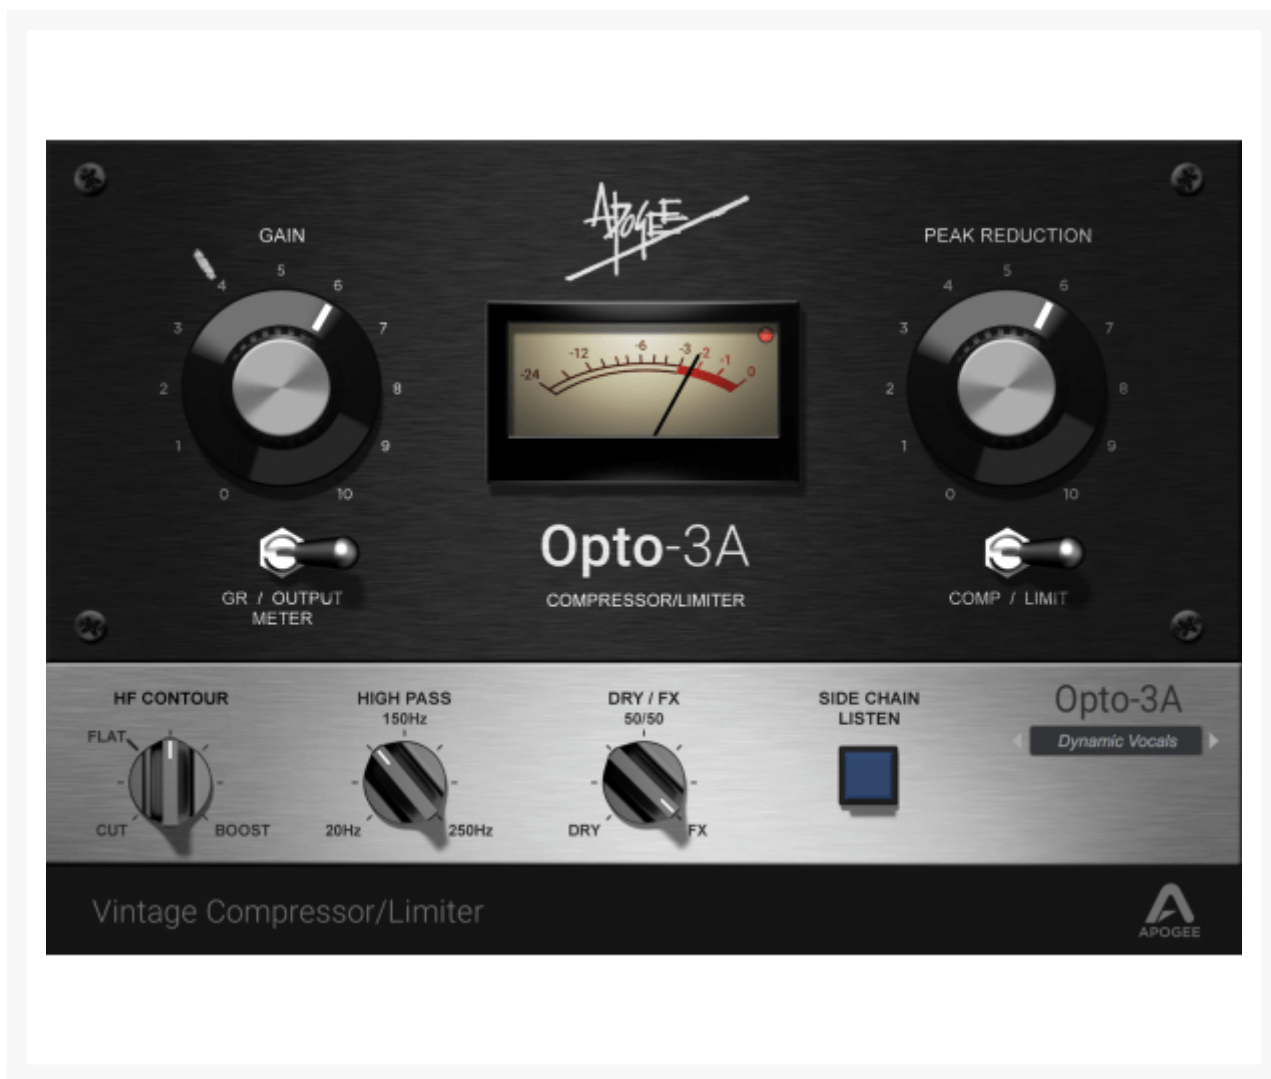 APOGEE
GAIN
PEAK REDUCTION
0 1 2 3 4 5 6 7 8 9 10
-24 -12 -6 -3 -2 -1 0
0 1 2 3 4 5 6 7 8 9 10
Opto-3A
GR / OUTPUT
METER
COMPRESSOR/LIMITER
COMP / LIMIT
HF CONTOUR
FLAT
CUT
BOOST
HIGH PASS
150Hz
20Hz
250Hz
DRY / FX
50/50
DRY
FX
SIDE CHAIN
LISTEN
Opto-3A
Dynamic Vocals
Vintage Compressor/Limiter
APOGEE